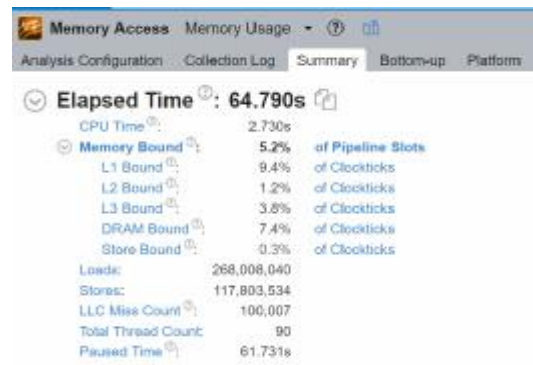 Memory Access Memory Usage
Analysis Configuration Collection Log Summary Bottom-up Platform
Elapsed Time: 64.790s
CPU Time: 2.730s
Memory Bound: 5.2% of Pipeline Slots
L1 Bound: 9.4% of Clockticks
L2 Bound: 1.2% of Clockticks
L3 Bound: 3.8% of Clockticks
DRAM Bound: 7.4% of Clockticks
Store Bound: 0.3% of Clockticks
Loads: 268,008,040
Stores: 117,803,534
LLC Miss Count: 100,007
Total Thread Count: 90
Paused Time: 61.731s